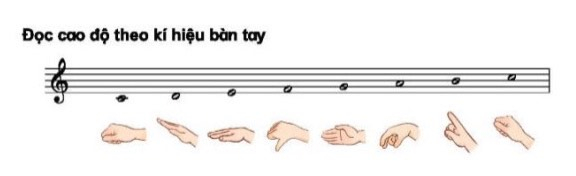 Đọc cao độ theo kí hiệu bàn tay